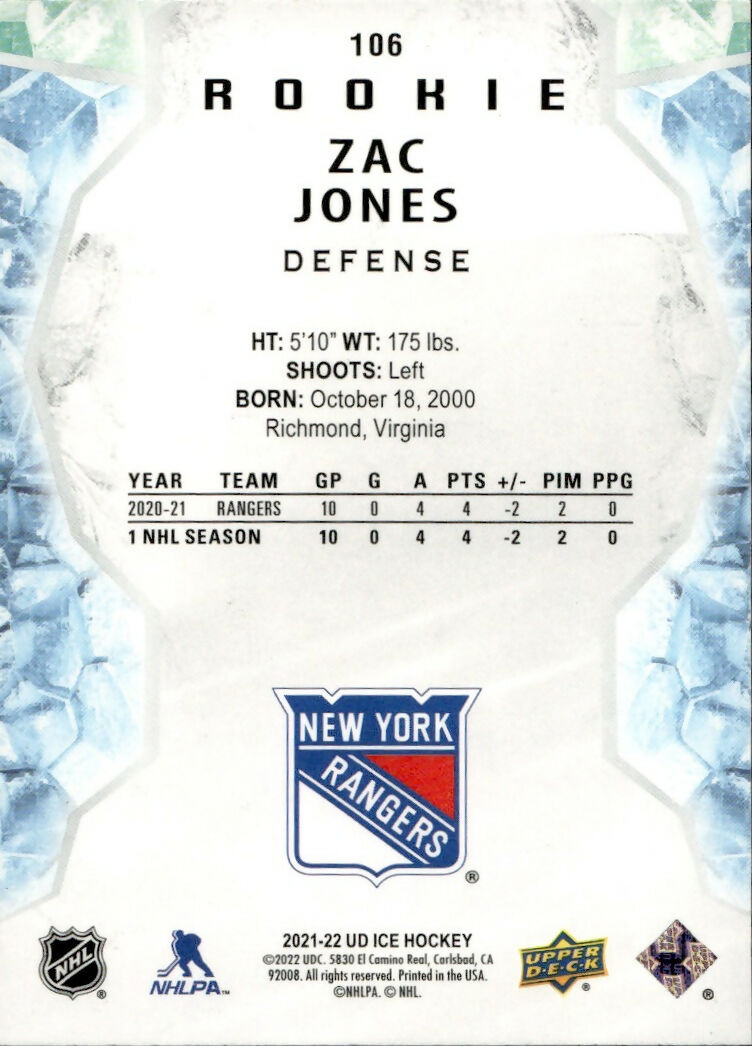 106
ROOKIE
ZAC
JONES
DEFENSE
HT: 5'10" WT: 175 lbs.
SHOOTS: Left
BORN: October 18, 2000
Richmond, Virginia
YEAR TEAM GP G A PTS +/- PIM PPG
2020-21 RANGERS 10 0 4 4 -2 2 0
1 NHL SEASON 10 0 4 4 -2 2 0
NEW YORK
RANGERS
®
NHL
®
NHLPA™
2021-22 UD ICE HOCKEY
©2022 UDC. 5830 El Camino Real, Carlsbad, CA
92008. All rights reserved. Printed in the USA.
©NHLPA. © NHL.
UPPER
D·E·C·K
®
®